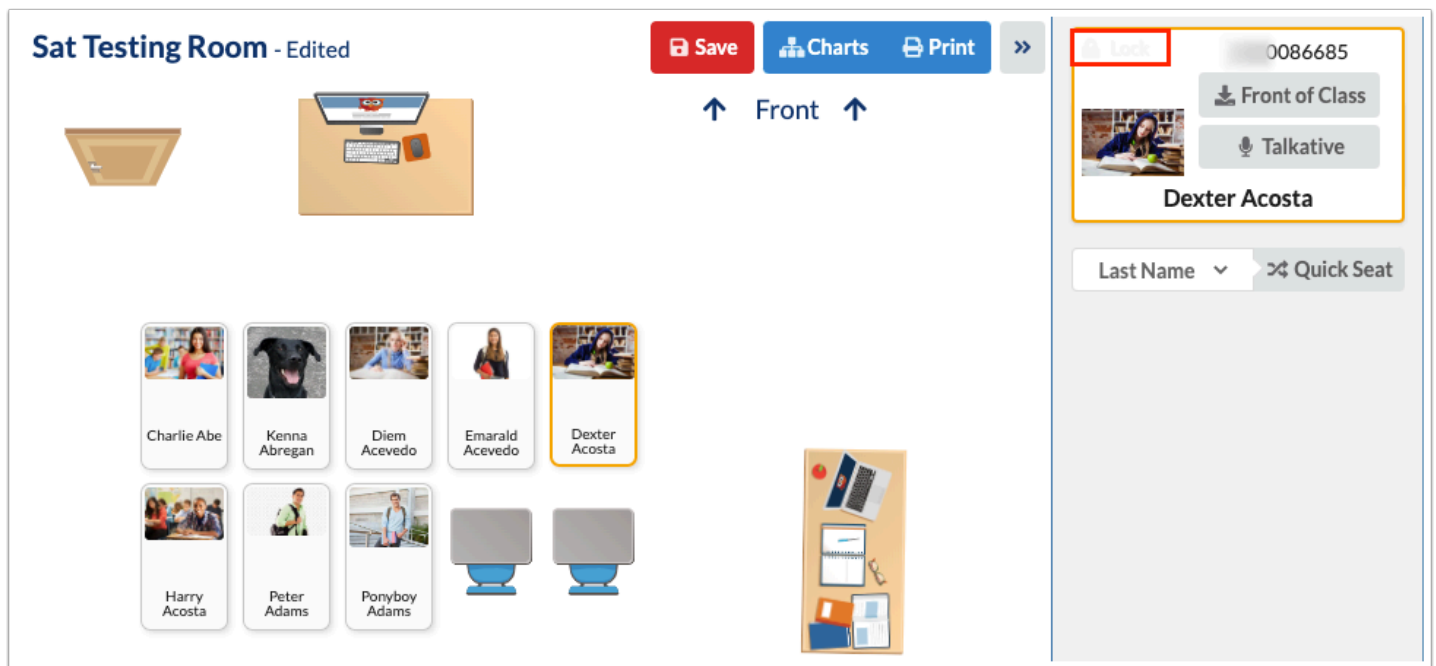 Sat Testing Room - Edited
Save
Charts
Print
»
Front
Lock
0086685
Front of Class
Talkative
Dexter Acosta
Last Name
Quick Seat
Charlie Abe
Kenna
Abregan
Diem
Acevedo
Emarald
Acevedo
Dexter
Acosta
Harry
Acosta
Peter
Adams
Ponyboy
Adams